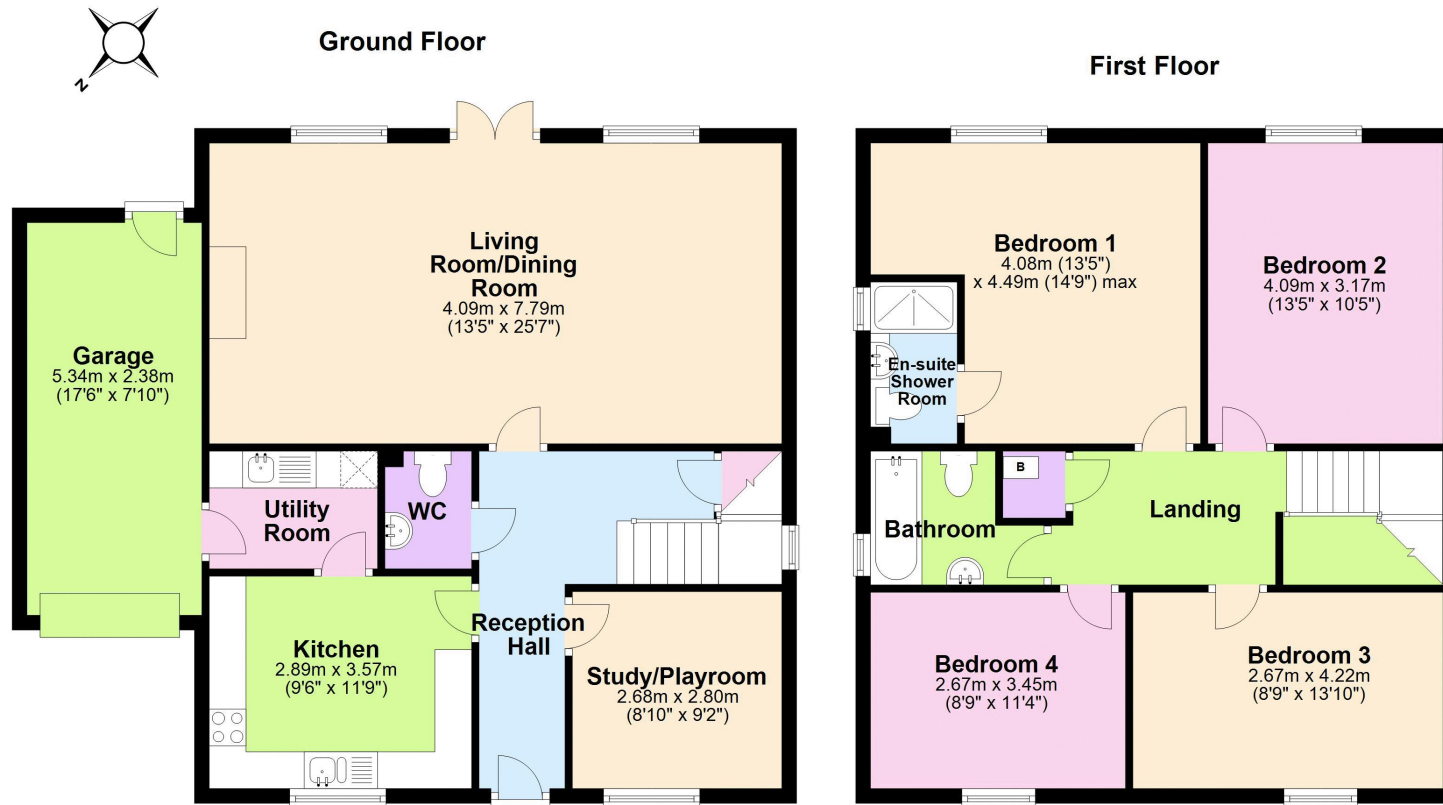 Ground Floor
First Floor
N
Living
Room/Dining
Room
4.09m x 7.79m
(13'5" x 25'7")
Garage
5.34m x 2.38m
(17'6" x 7'10")
Utility
Room
WC
Kitchen
2.89m x 3.57m
(9'6" x 11'9")
Reception
Hall
Study/Playroom
2.68m x 2.80m
(8'10" x 9'2")
Bedroom 1
4.08m (13'5")
x 4.49m (14'9") max
Bedroom 2
4.09m x 3.17m
(13'5" x 10'5")
En-suite
Shower
Room
B
Bathroom
Landing
Bedroom 4
2.67m x 3.45m
(8'9" x 11'4")
Bedroom 3
2.67m x 4.22m
(8'9" x 13'10")